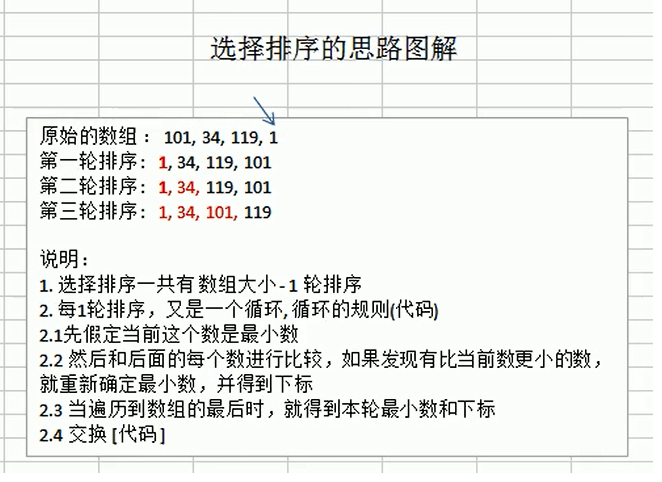 选择排序的思路图解
原始的数组： 101, 34, 119, 1
第一轮排序: 1, 34, 119, 101
第二轮排序: 1, 34, 119, 101
第三轮排序: 1, 34, 101, 119
说明：
1. 选择排序一共有数组大小 - 1 轮排序
2. 每1轮排序，又是一个循环, 循环的规则(代码)
2.1先假定当前这个数是最小数
2.2 然后和后面的每个数进行比较，如果发现有比当前数更小的数，
就重新确定最小数，并得到下标
2.3 当遍历到数组的最后时，就得到本轮最小数和下标
2.4 交换 [代码]